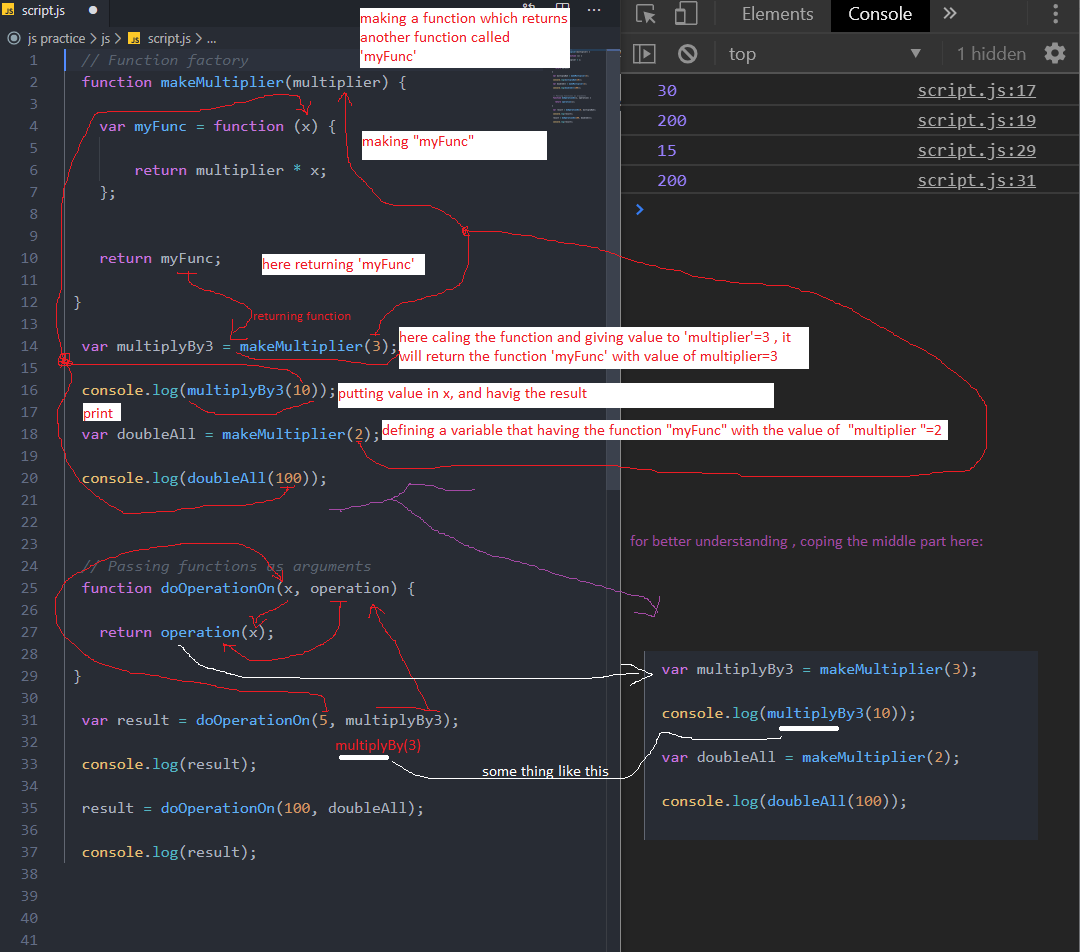 script.js
js practice > js > script.js > ...
making a function which returns
another function called
'myFunc'
1 // Function factory
2 function makeMultiplier(multiplier) {
3
4 var myFunc = function (x) {
making "myFunc"
5
6 return multiplier * x;
7 };
8
9
10 return myFunc;
here returning 'myFunc'
11
12 }
returning function
13
14 var multiplyBy3 = makeMultiplier(3);
here caling the function and giving value to 'multiplier'=3 , it
will return the function 'myFunc' with value of multiplier=3
15
16 console.log(multiplyBy3(10));
putting value in x, and havig the result
17 print
18 var doubleAll = makeMultiplier(2);
defining a variable that having the function "myFunc" with the value of "multiplier "=2
19
20 console.log(doubleAll(100));
21
22
23
24 // Passing functions as arguments
25 function doOperationOn(x, operation) {
26
27 return operation(x);
28
29 }
30
31 var result = doOperationOn(5, multiplyBy3);
32 multiplyBy(3)
33 console.log(result);
some thing like this
34
35 result = doOperationOn(100, doubleAll);
36
37 console.log(result);
38
39
40
41
Elements Console
top 1 hidden
30 script.js:17
200 script.js:19
15 script.js:29
200 script.js:31
>
for better understanding , coping the middle part here:
var multiplyBy3 = makeMultiplier(3);
console.log(multiplyBy3(10));
var doubleAll = makeMultiplier(2);
console.log(doubleAll(100));